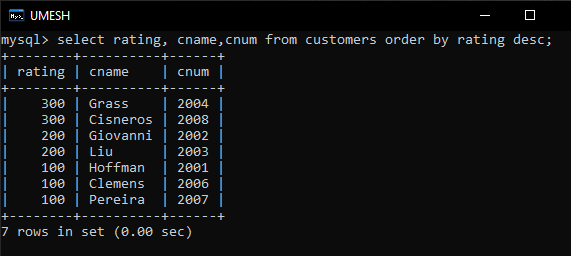 UMESH
mysql> select rating, cname,cnum from customers order by rating desc;
+--------+----------+------+
| rating | cname    | cnum |
+--------+----------+------+
|    300 | Grass    | 2004 |
|    300 | Cisneros | 2008 |
|    200 | Giovanni | 2002 |
|    200 | Liu      | 2003 |
|    100 | Hoffman  | 2001 |
|    100 | Clemens  | 2006 |
|    100 | Pereira  | 2007 |
+--------+----------+------+
7 rows in set (0.00 sec)